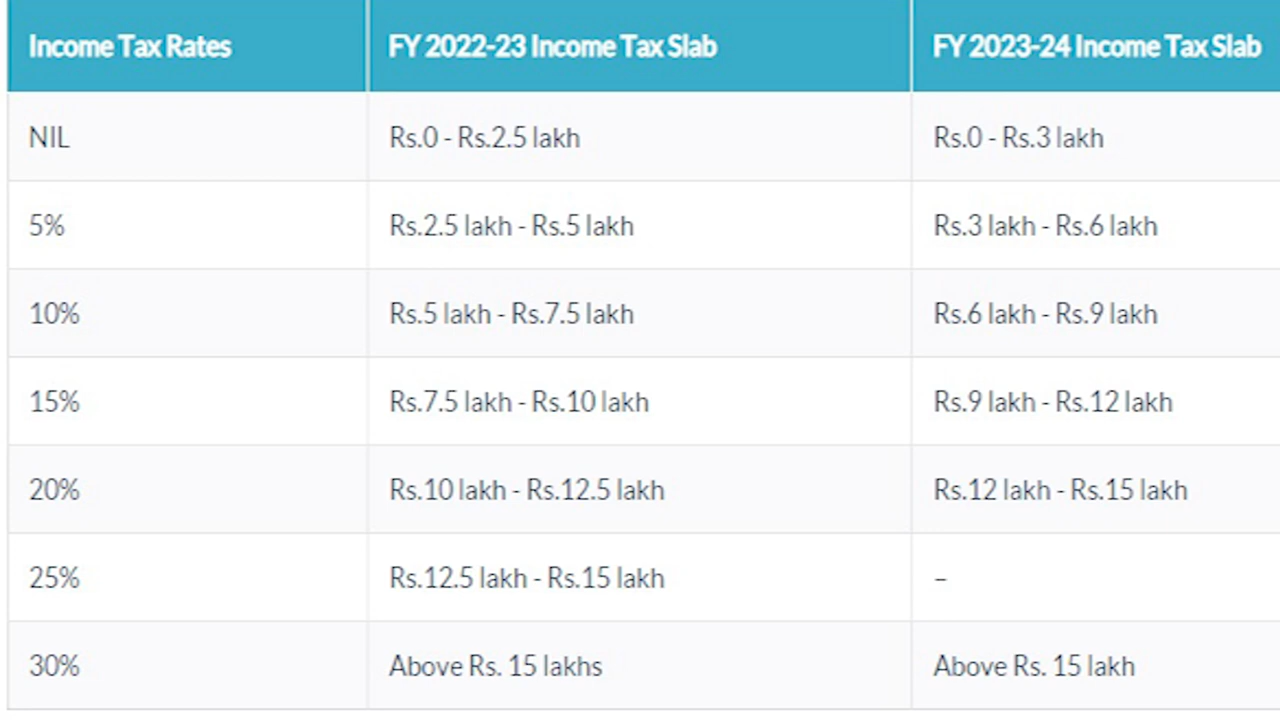 Income Tax Rates FY 2022-23 Income Tax Slab FY 2023-24 Income Tax Slab
NIL Rs.0 - Rs.2.5 lakh Rs.0 - Rs.3 lakh
5% Rs.2.5 lakh - Rs.5 lakh Rs.3 lakh - Rs.6 lakh
10% Rs.5 lakh - Rs.7.5 lakh Rs.6 lakh - Rs.9 lakh
15% Rs.7.5 lakh - Rs.10 lakh Rs.9 lakh - Rs.12 lakh
20% Rs.10 lakh - Rs.12.5 lakh Rs.12 lakh - Rs.15 lakh
25% Rs.12.5 lakh - Rs.15 lakh –
30% Above Rs. 15 lakhs Above Rs. 15 lakh